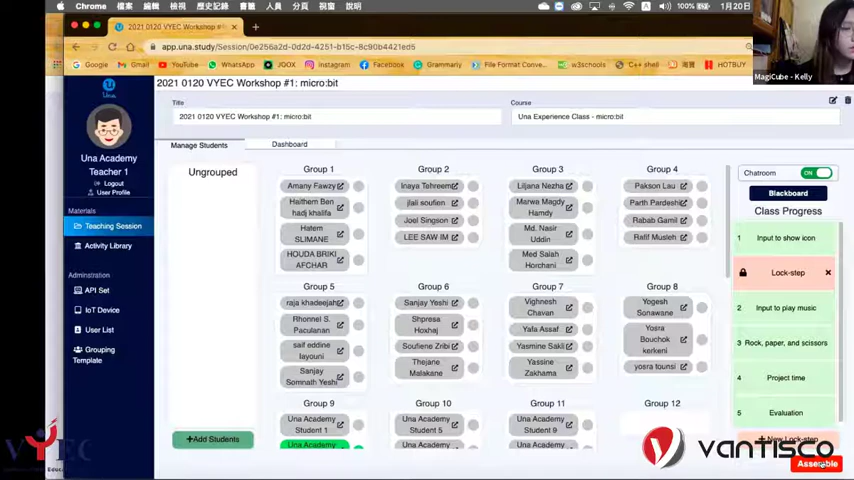 Chrome 檔案 編輯 檢視 歷史記錄 書籤 人員 分頁 視窗 說明
100%
1月20日
2021 0120 VYEC Workshop #1: m
app.una.study/Session/0e256a2d-0d2d-4251-b15c-8c90b4421ed5
Google Gmail YouTube WhatsApp JOOX Instagram Facebook Grammarly File Format Conve... w3schools C++ shell HOTBUY
MagiCube - Kelly
Una
2021 0120 VYEC Workshop #1: micro:bit
Title
Course
2021 0120 VYEC Workshop #1: micro:bit
Una Experience Class - micro:bit
Una Academy
Teacher 1
Logout
User Profile
Materials
Teaching Session
Activity Library
Adminstration
API Set
IoT Device
User List
Grouping
Template
Manage Students
Dashboard
Ungrouped
+Add Students
Group 1
Amany Fawzy
Haithem Ben
hadj khalifa
Hatem
SLIMANE
HOUDA BRIKI
AFCHAR
Group 2
Inaya Tehreem
jlali soufien
Joel Singson
LEE SAW IM
Group 3
Liljana Nezha
Marwa Magdy
Hamdy
Md. Nasir
Uddin
Med Salah
Horchani
Group 4
Pakson Lau
Parth Pardeshi
Rabab Gamil
Ratif Musleh
Group 5
raja khadeejah
Rhonnel S.
Paculanan
saif eddine
layouni
Sanjay
Somnath Yeshi
Group 6
Sanjay Yeshi
Shpresa
Hoxhaj
Soufiene Zribi
Thejane
Malakane
Group 7
Vighnesh
Chavan
Yafa Assaf
Yasmine Sakli
Yassine
Zakhama
Group 8
Yogesh
Sonawane
Yosra
Bouchok
kerkeni
yosra tounsi
Group 9
Una Academy
Student 1
Una Academy
Group 10
Una Academy
Student 5
Una Academy
Group 11
Una Academy
Student 9
Una Academy
Group 12
Chatroom ON
Blackboard
Class Progress
1 Input to show icon
Lock-step
2 Input to play music
3 Rock, paper, and scissors
4 Project time
5 Evaluation
+ New Lock-step
Assemble
VYEC
VANTISCO